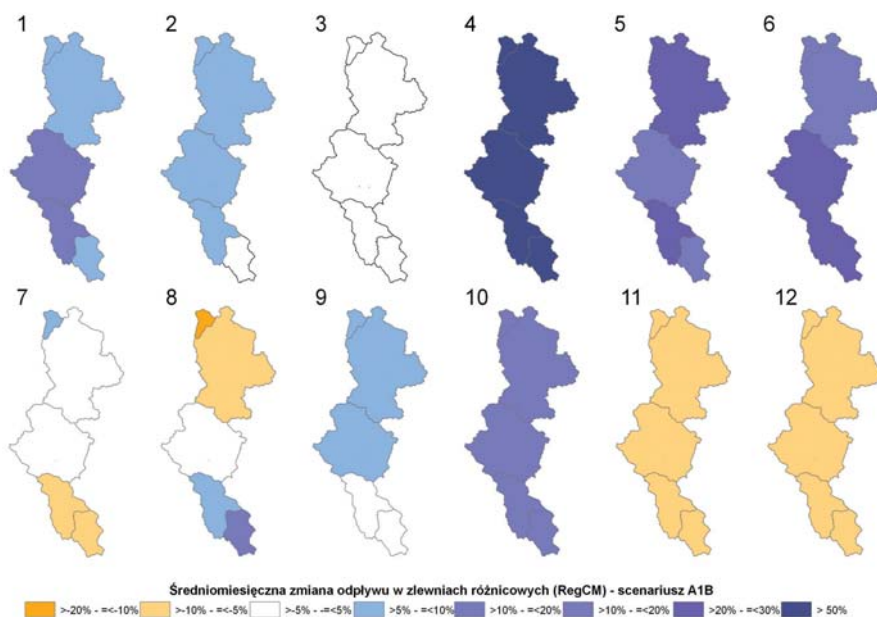 1 2 3 4 5 6
7 8 9 10 11 12
Średniomiesięczna zmiana odpływu w zlewniach różnicowych (RegCM) - scenariusz A1B
>-20% - =<-10% >-10% - =<-5% >-5% - =<5% >5% - =<10% >10% - =<20% >10% - =<20% >20% - =<30% > 50%